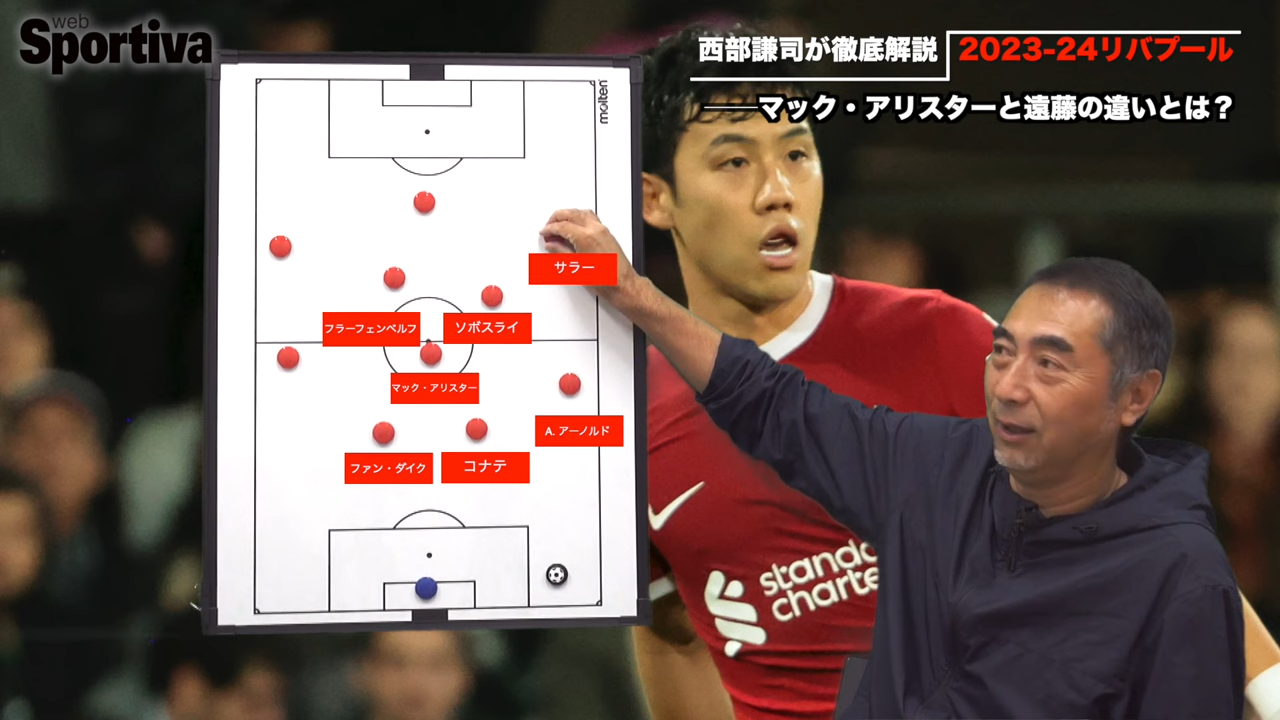 web
Sportiva
西部謙司が徹底解説
2023-24リバプール
──マック・アリスターと遠藤の違いとは？
molten
サラー
フラーフェンベルフ
ソボスライ
マック・アリスター
A. アーノルド
ファン・ダイク
コナテ
standa
charte